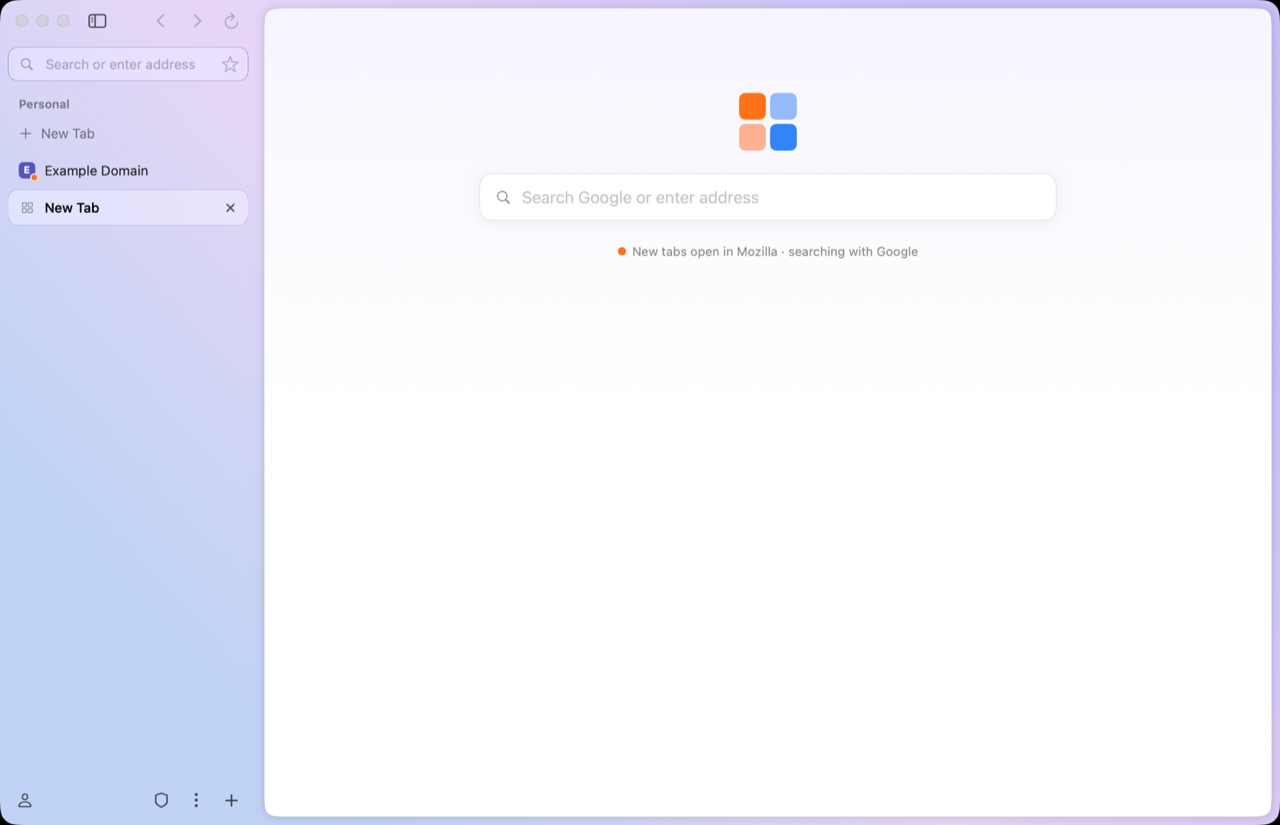 Search or enter address
Personal
New Tab
E
Example Domain
New Tab
Search Google or enter address
New tabs open in Mozilla · searching with Google